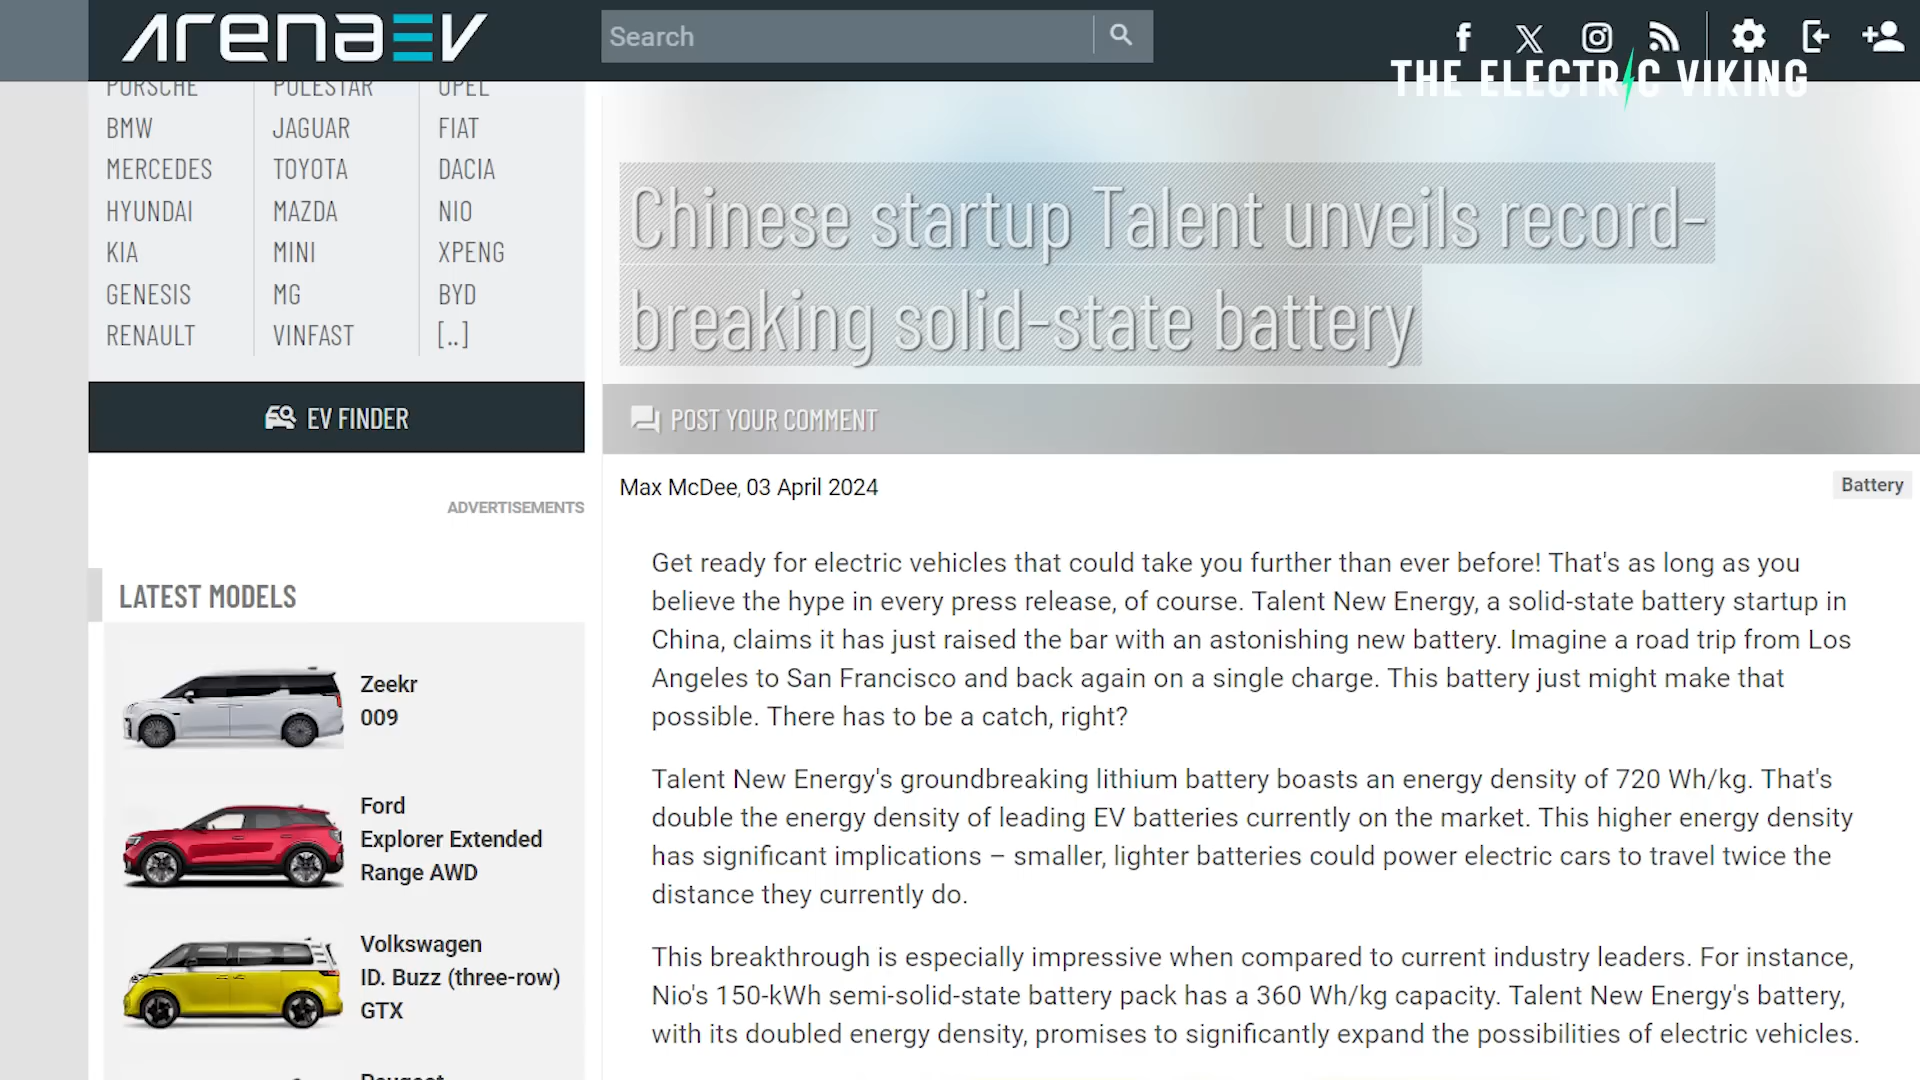 arenaEV
Search
THE ELECTRIC VIKING
PORSCHE POLESTAR OPEL
BMW JAGUAR FIAT
MERCEDES TOYOTA DACIA
HYUNDAI MAZDA NIO
KIA MINI XPENG
GENESIS MG BYD
RENAULT VINFAST [..]
EV FINDER
ADVERTISEMENTS
LATEST MODELS
Zeekr
009
Ford
Explorer Extended
Range AWD
Volkswagen
ID. Buzz (three-row)
GTX
Peugeot
Chinese startup Talent unveils record-
breaking solid-state battery
POST YOUR COMMENT
Max McDee, 03 April 2024
Battery
Get ready for electric vehicles that could take you further than ever before! That's as long as you
believe the hype in every press release, of course. Talent New Energy, a solid-state battery startup in
China, claims it has just raised the bar with an astonishing new battery. Imagine a road trip from Los
Angeles to San Francisco and back again on a single charge. This battery just might make that
possible. There has to be a catch, right?
Talent New Energy's groundbreaking lithium battery boasts an energy density of 720 Wh/kg. That's
double the energy density of leading EV batteries currently on the market. This higher energy density
has significant implications – smaller, lighter batteries could power electric cars to travel twice the
distance they currently do.
This breakthrough is especially impressive when compared to current industry leaders. For instance,
Nio's 150-kWh semi-solid-state battery pack has a 360 Wh/kg capacity. Talent New Energy's battery,
with its doubled energy density, promises to significantly expand the possibilities of electric vehicles.